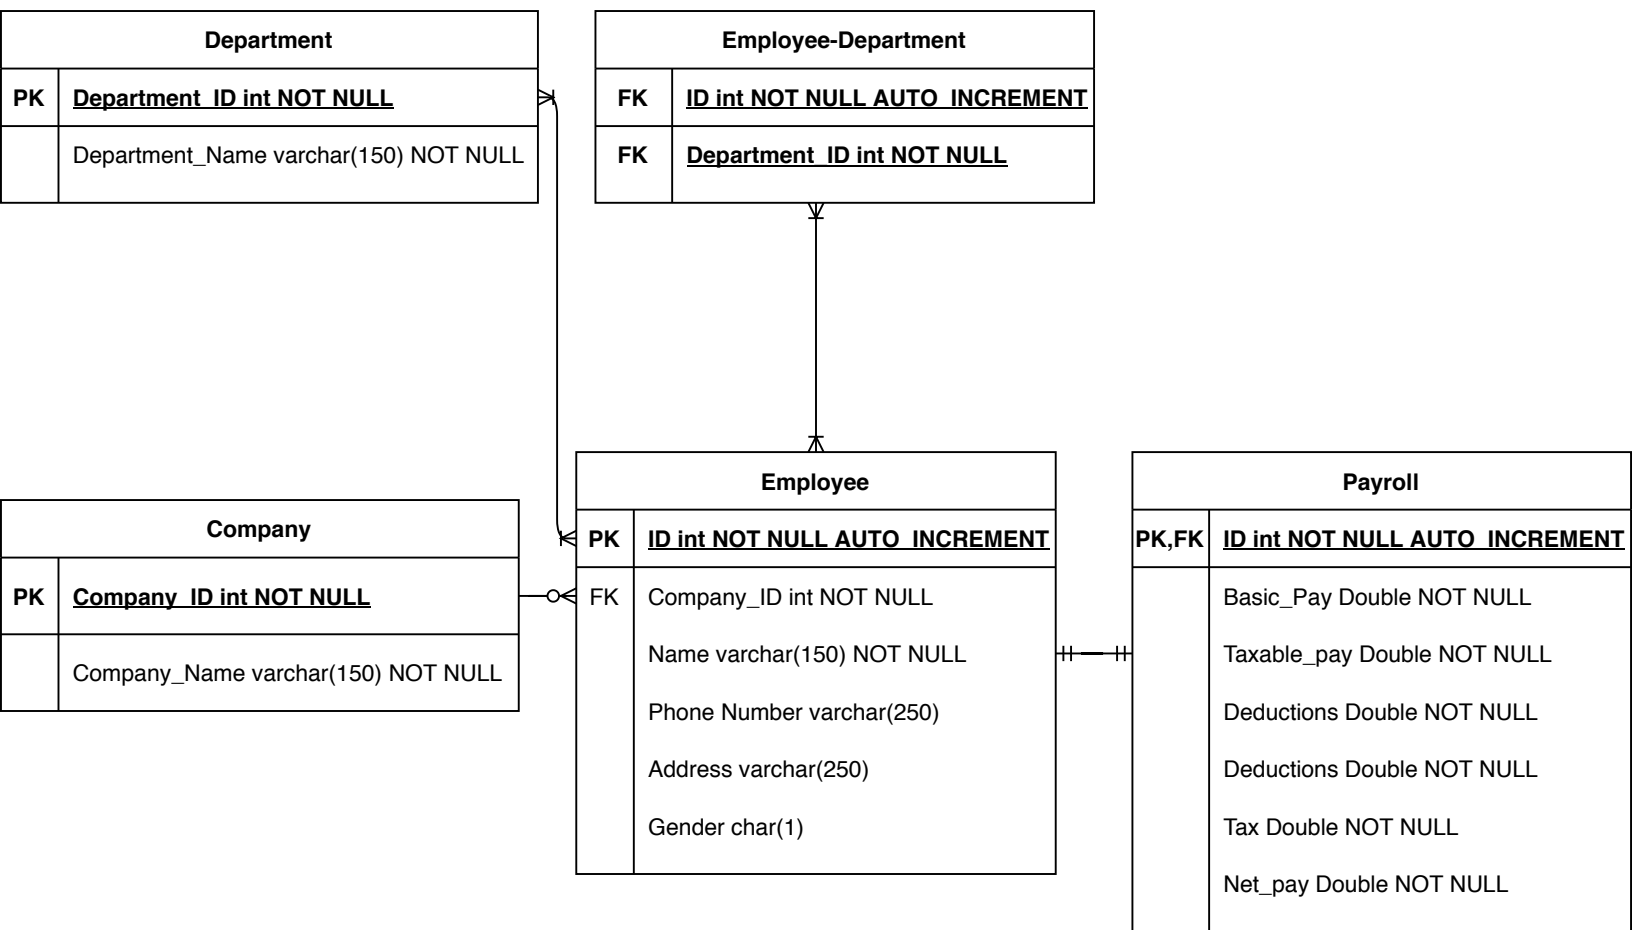 Department
PK Department_ID int NOT NULL
Department_Name varchar(150) NOT NULL
Employee-Department
FK ID int NOT NULL AUTO_INCREMENT
FK Department_ID int NOT NULL
Company
PK Company_ID int NOT NULL
Company_Name varchar(150) NOT NULL
Employee
PK ID int NOT NULL AUTO_INCREMENT
FK Company_ID int NOT NULL
Name varchar(150) NOT NULL
Phone Number varchar(250)
Address varchar(250)
Gender char(1)
Payroll
PK,FK ID int NOT NULL AUTO_INCREMENT
Basic_Pay Double NOT NULL
Taxable_pay Double NOT NULL
Deductions Double NOT NULL
Deductions Double NOT NULL
Tax Double NOT NULL
Net_pay Double NOT NULL